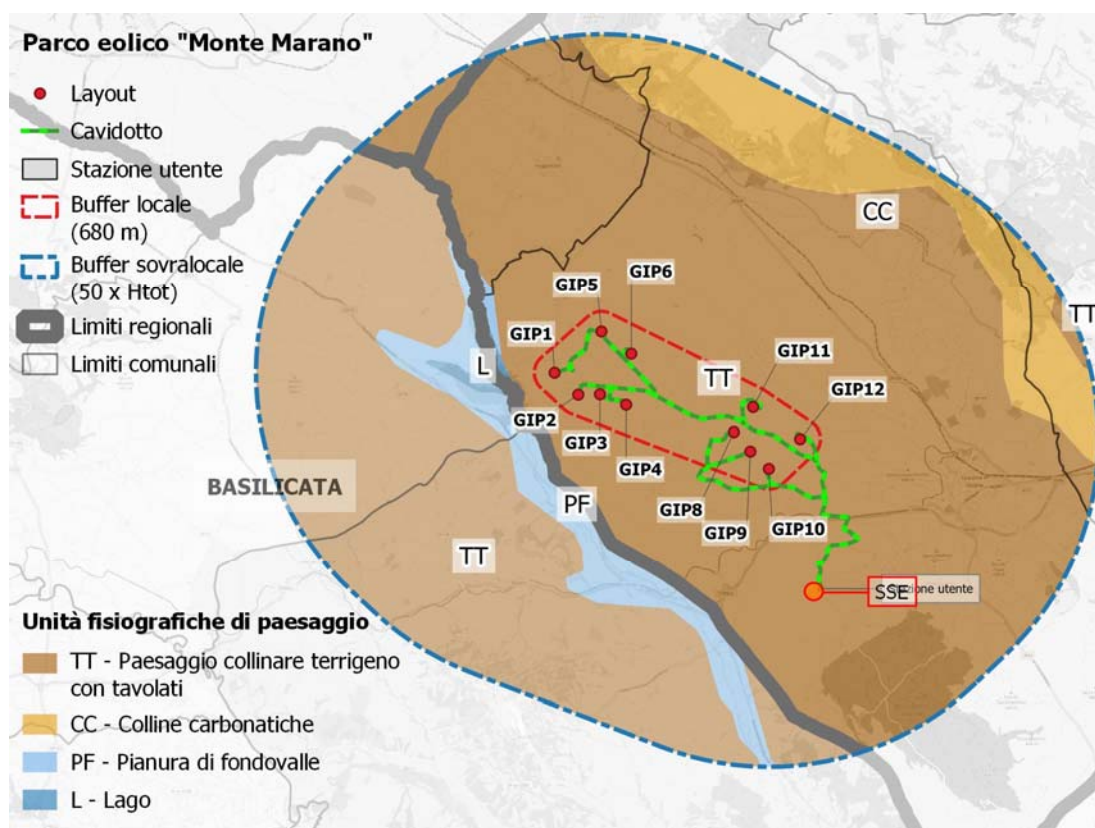 Parco eolico "Monte Marano"
Layout
Cavidotto
Stazione utente
Buffer locale
(680 m)
Buffer sovralocale
(50 x Htot)
Limiti regionali
Limiti comunali
CC
TT
GIP6
GIP5
GIP1
L
TT
GIP11
GIP12
GIP2
GIP3
GIP4
BASILICATA
PF
GIP8
GIP9
GIP10
TT
SSE
utente
Unità fisiografiche di paesaggio
TT - Paesaggio collinare terrigeno
con tavolati
CC - Colline carbonatiche
PF - Pianura di fondovalle
L - Lago